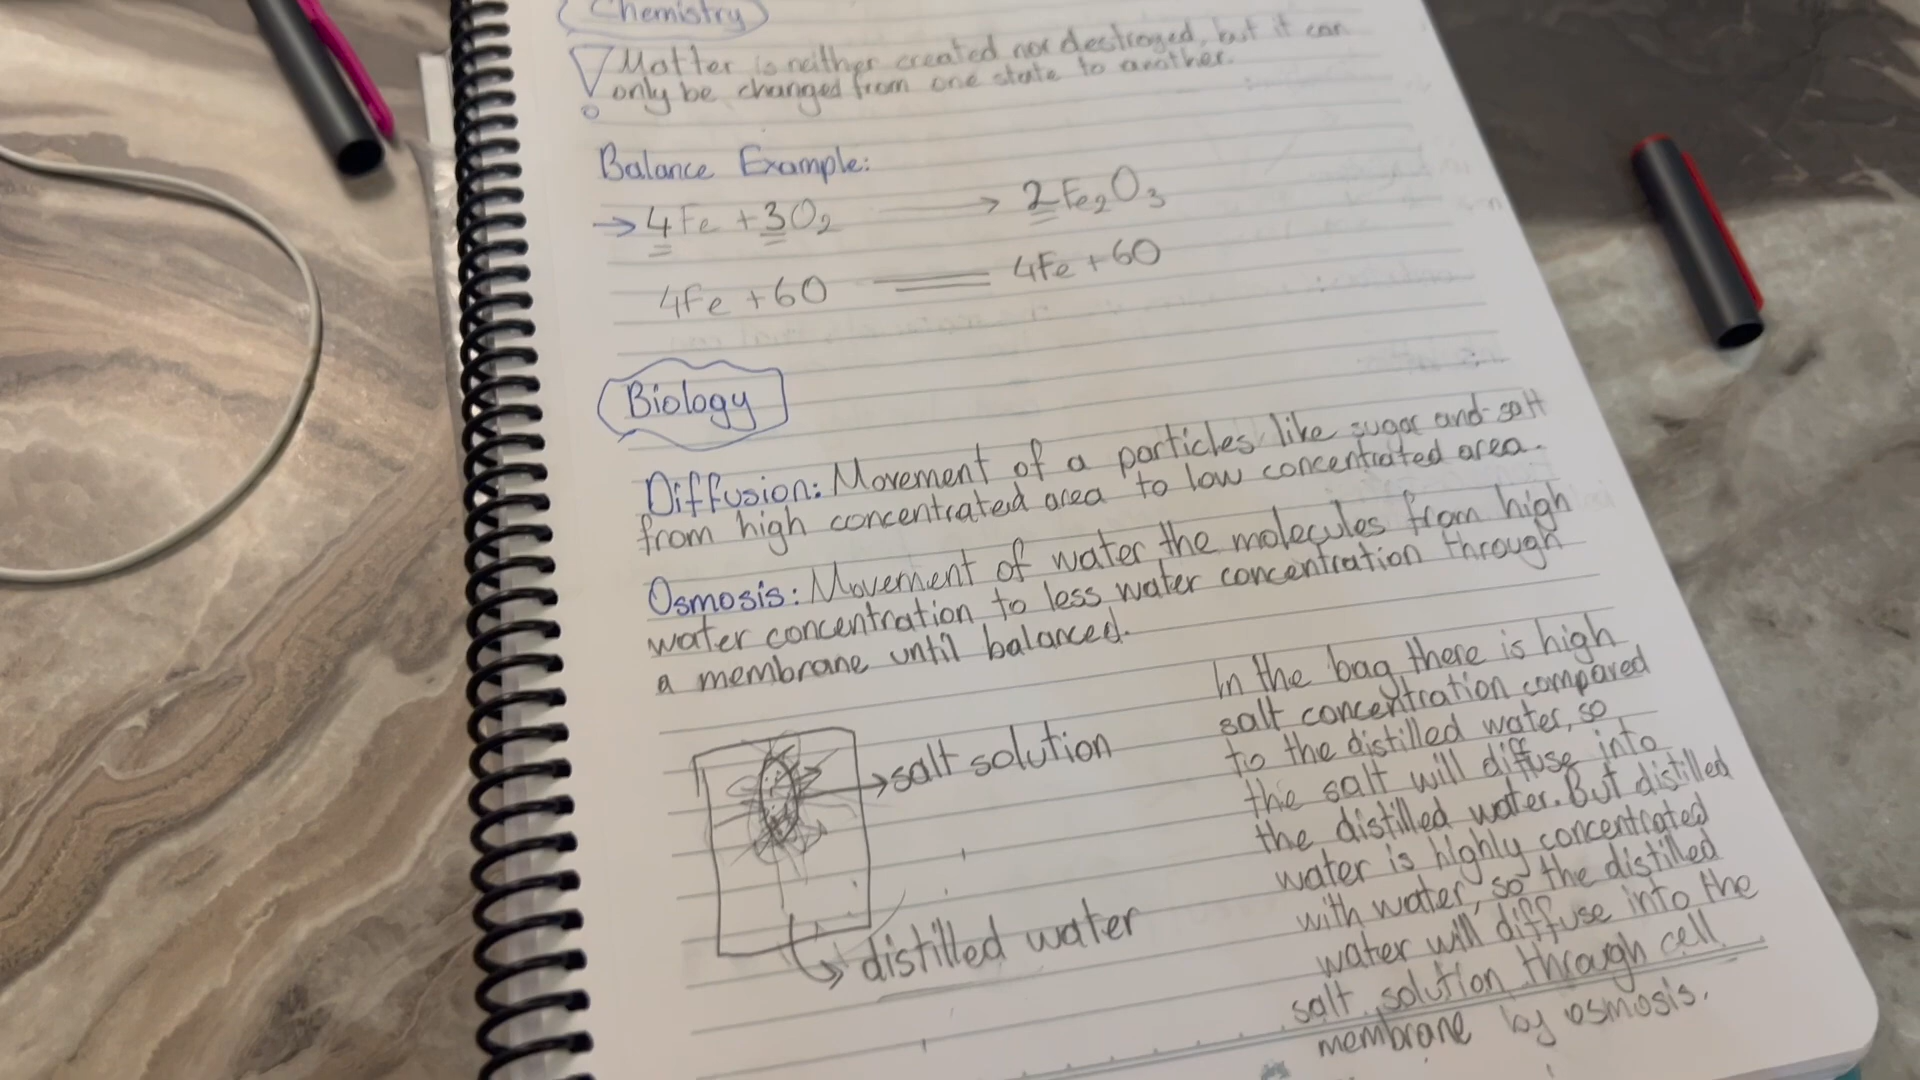 Chemistry
Matter is neither created nor destroyed, but it can
only be changed from one state to another.
Balance Example:
→ 4Fe + 3O2 → 2Fe2O3
4Fe + 6O = 4Fe + 6O
Biology
Diffusion: Movement of a particles like sugar and salt
from high concentrated area to low concentrated area.
Osmosis: Movement of water the molecules from high
water concentration to less water concentration through
a membrane until balanced.
→ salt solution
distilled water
In the bag there is high
salt concentration compared
to the distilled water, so
the salt will diffuse into
the distilled water. But distilled
water is highly concentrated
with water, so the distilled
water will diffuse into the
salt solution through cell
membrane by osmosis.